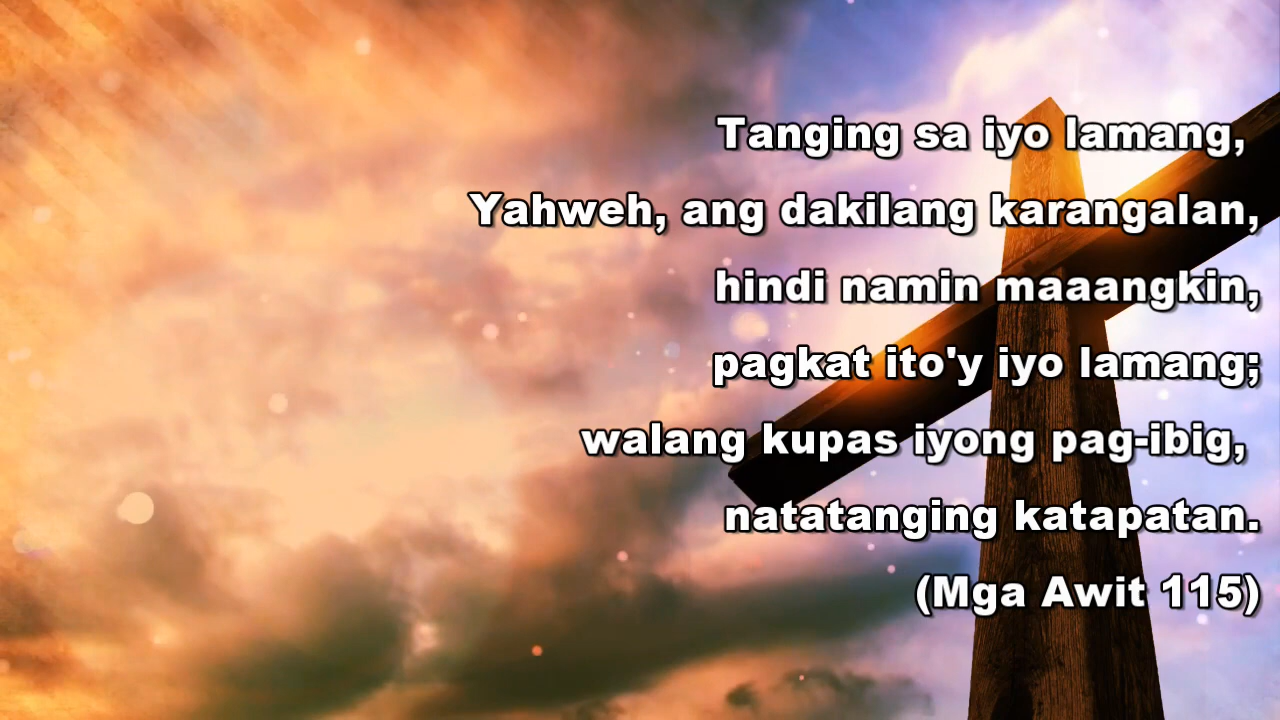 Tanging sa iyo lamang,
Yahweh, ang dakilang karangalan,
hindi namin maaangkin,
pagkat ito'y iyo lamang;
walang kupas iyong pag-ibig,
natatanging katapatan.
(Mga Awit 115)